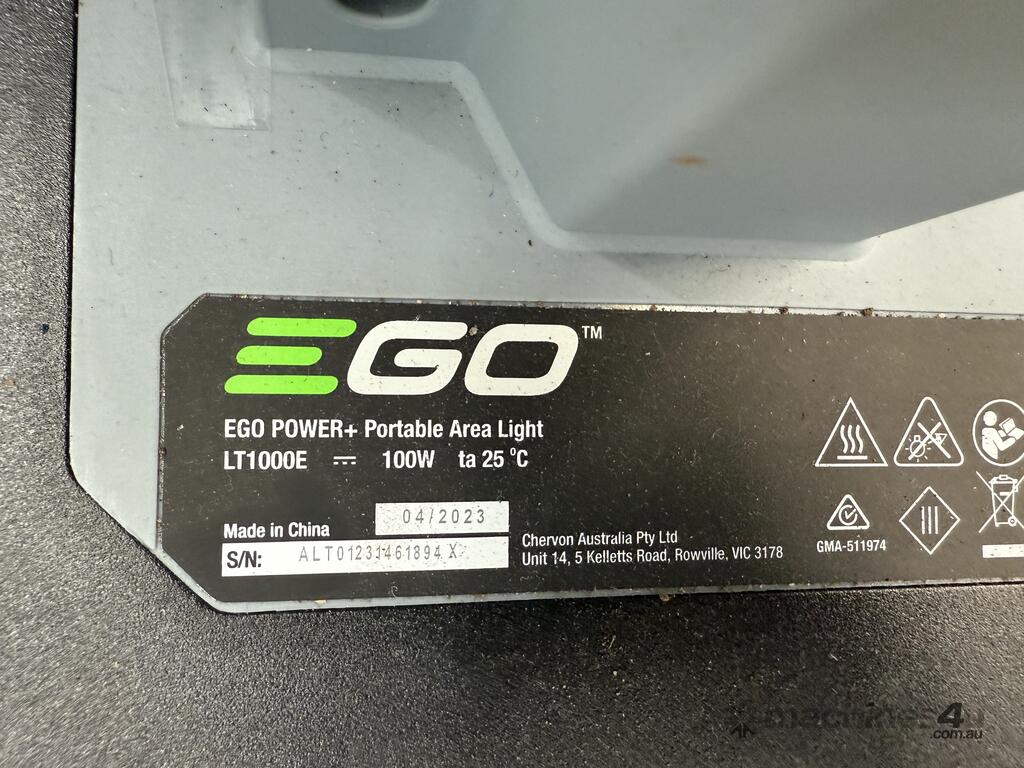 EGO™
EGO POWER+ Portable Area Light
LT1000E ⎓ 100W ta 25 °C
Made in China 04/2023
S/N: ALT01231461894 X
Chervon Australia Pty Ltd
Unit 14, 5 Kelletts Road, Rowville, VIC 3178
GMA-511974
machines4u
.com.au